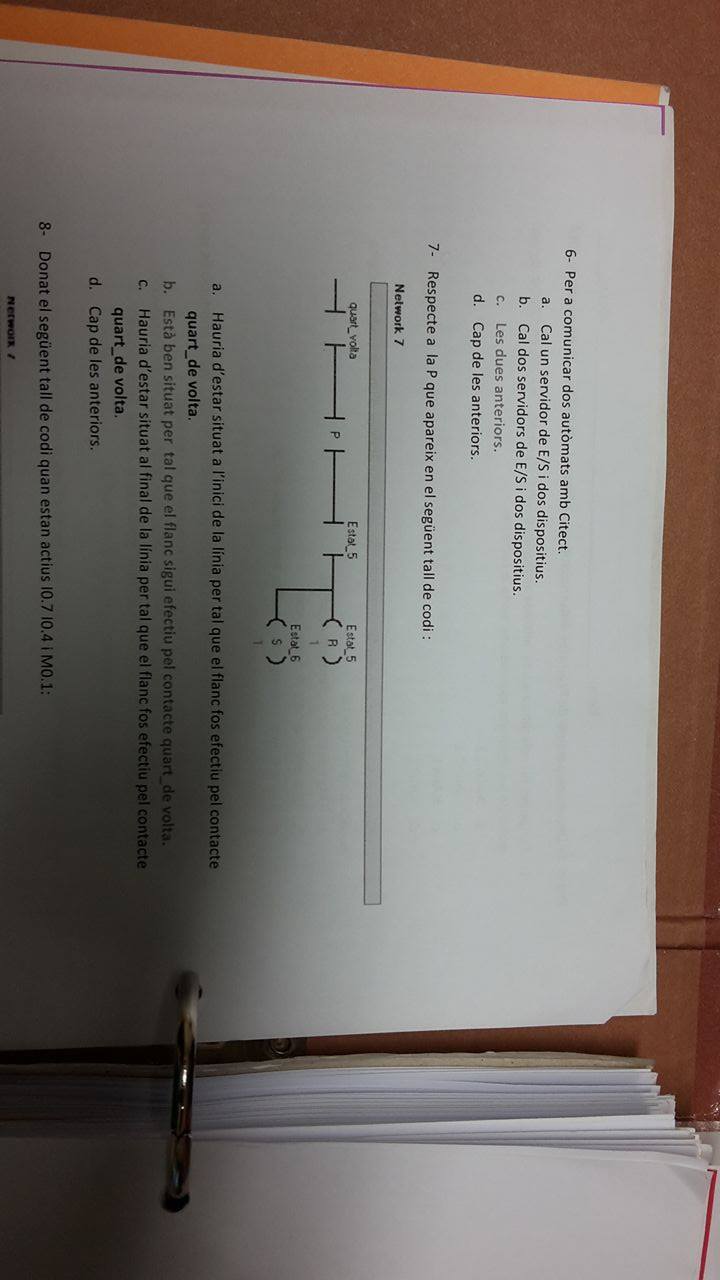 6- Per a comunicar dos autòmats amb Citect.
a. Cal un servidor de E/S i dos dispositius.
b. Cal dos servidors de E/S i dos dispositius.
c. Les dues anteriors.
d. Cap de les anteriors.
7- Respecte a la P que apareix en el següent tall de codi :
Network 7
quart_volta Estat_5 Estat_5
P R
1
Estat_6
S
1
a. Hauria d'estar situat a l'inici de la línia per tal que el flanc fos efectiu pel contacte
quart_de volta.
b. Està ben situat per tal que el flanc sigui efectiu pel contacte quart_de volta.
c. Hauria d'estar situat al final de la línia per tal que el flanc fos efectiu pel contacte
quart_de volta.
d. Cap de les anteriors.
8- Donat el següent tall de codi quan estan actius I0.7 I0.4 i M0.1:
Network 7